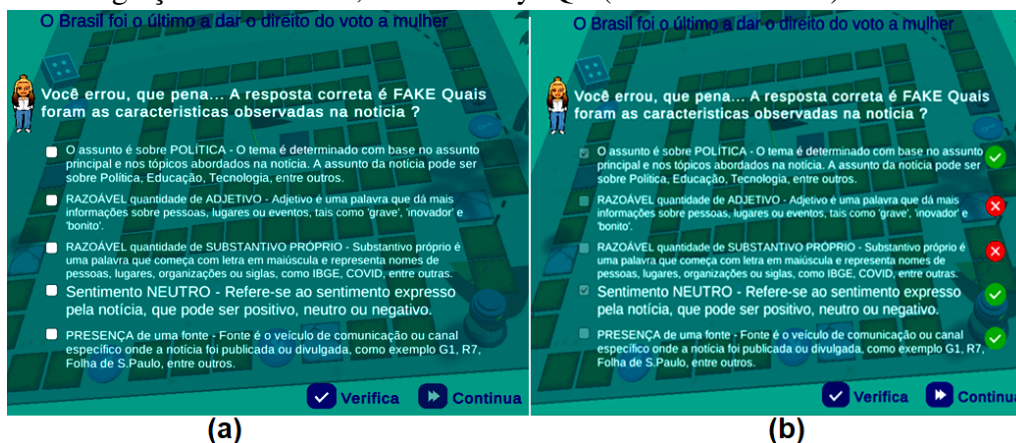 O Brasil foi o último a dar o direito do voto a mulher
Você errou, que pena... A resposta correta é FAKE Quais
foram as caracteristicas observadas na noticia ?
O assunto é sobre POLÍTICA - O tema é determinado com base no assunto
principal e nos tópicos abordados na notícia. A assunto da notícia pode ser
sobre Política, Educação, Tecnologia, entre outros.
RAZOÁVEL quantidade de ADJETIVO - Adjetivo é uma palavra que dá mais
informações sobre pessoas, lugares ou eventos, tais como 'grave', 'inovador' e
'bonito'.
RAZOÁVEL quantidade de SUBSTANTIVO PRÓPRIO - Substantivo próprio é
uma palavra que começa com letra em maiúscula e representa nomes de
pessoas, lugares, organizações ou siglas, como IBGE, COVID, entre outras.
Sentimento NEUTRO - Refere-se ao sentimento expresso
pela notícia, que pode ser positivo, neutro ou negativo.
PRESENÇA de uma fonte - Fonte é o veículo de comunicação ou canal
específico onde a notícia foi publicada ou divulgada, como exemplo G1, R7,
Folha de S.Paulo, entre outros.
Verifica Continua
(a)
O Brasil foi o último a dar o direito do voto a mulher
Você errou, que pena... A resposta correta é FAKE Quais
foram as caracteristicas observadas na noticia ?
O assunto é sobre POLÍTICA - O tema é determinado com base no assunto
principal e nos tópicos abordados na notícia. A assunto da notícia pode ser
sobre Política, Educação, Tecnologia, entre outros.
RAZOÁVEL quantidade de ADJETIVO - Adjetivo é uma palavra que dá mais
informações sobre pessoas, lugares ou eventos, tais como 'grave', 'inovador' e
'bonito'.
RAZOÁVEL quantidade de SUBSTANTIVO PRÓPRIO - Substantivo próprio é
uma palavra que começa com letra em maiúscula e representa nomes de
pessoas, lugares, organizações ou siglas, como IBGE, COVID, entre outras.
Sentimento NEUTRO - Refere-se ao sentimento expresso
pela notícia, que pode ser positivo, neutro ou negativo.
PRESENÇA de uma fonte - Fonte é o veículo de comunicação ou canal
específico onde a notícia foi publicada ou divulgada, como exemplo G1, R7,
Folha de S.Paulo, entre outros.
Verifica Continua
(b)